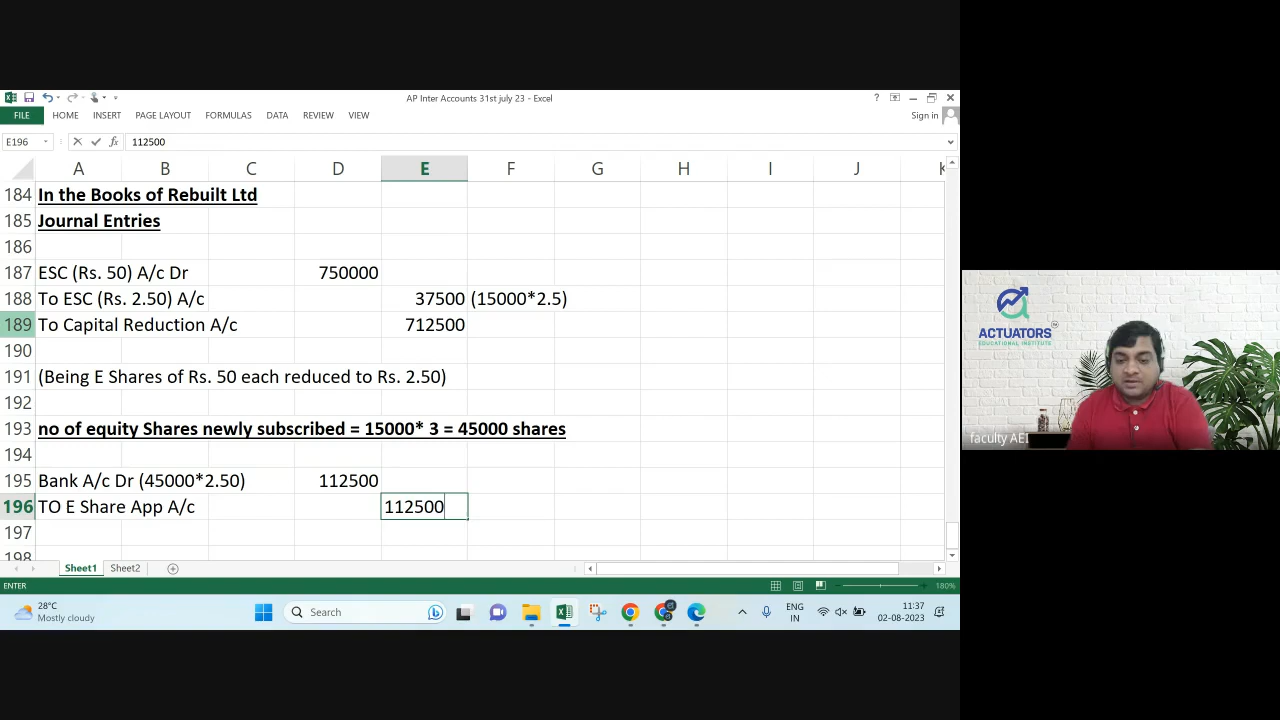 AP Inter Accounts 31st july 23 - Excel
?
FILE HOME INSERT PAGE LAYOUT FORMULAS DATA REVIEW VIEW Sign in
E196 fx 112500
A B C D E F G H I J K
184 In the Books of Rebuilt Ltd
185 Journal Entries
186
187 ESC (Rs. 50) A/c Dr 750000
188 To ESC (Rs. 2.50) A/c 37500 (15000*2.5)
189 To Capital Reduction A/c 712500
190
191 (Being E Shares of Rs. 50 each reduced to Rs. 2.50)
192
193 no of equity Shares newly subscribed = 15000* 3 = 45000 shares
194
195 Bank A/c Dr (45000*2.50) 112500
196 TO E Share App A/c 112500
197
198
Sheet1 Sheet2
ENTER 180%
28°C
Mostly cloudy
Search
ENG
IN
11:37
02-08-2023
ACTUATORS
EDUCATIONAL INSTITUTE
faculty AEI